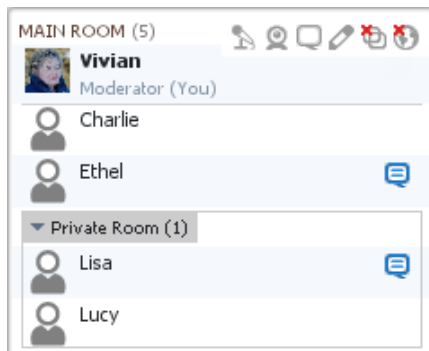 MAIN ROOM (5)
Vivian
Moderator (You)
Charlie
Ethel
Private Room (1)
Lisa
Lucy